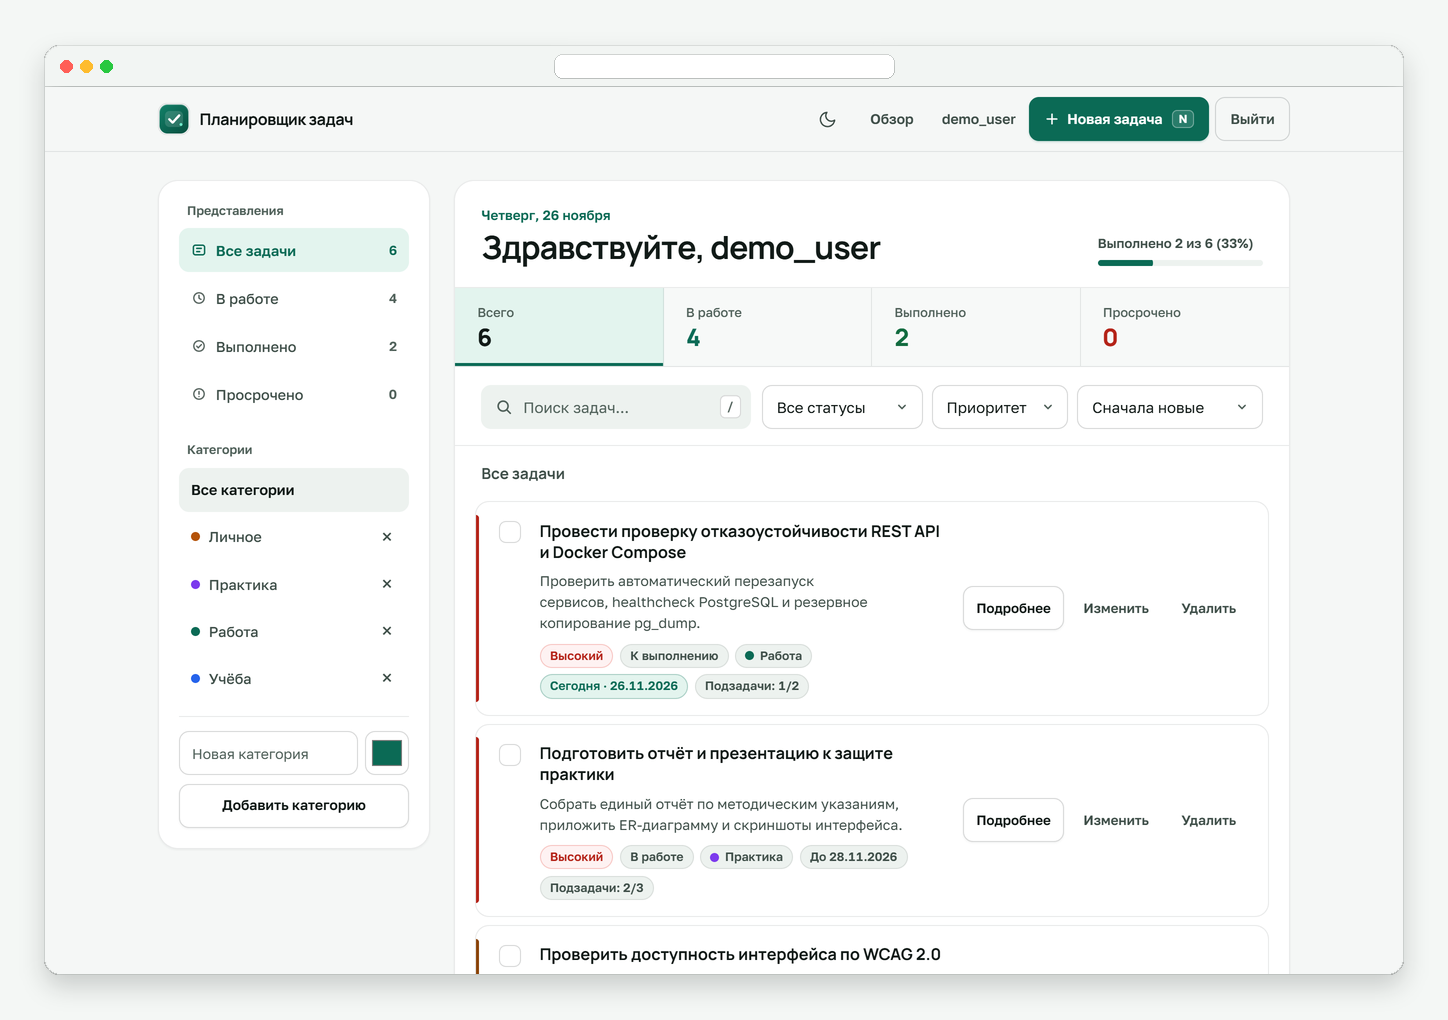 Планировщик задач
Обзор
demo_user
+ Новая задача N
Выйти
Представления
Все задачи 6
В работе 4
Выполнено 2
Просрочено 0
Категории
Все категории
Личное ×
Практика ×
Работа ×
Учёба ×
Новая категория
Добавить категорию
Четверг, 26 ноября
Здравствуйте, demo_user
Выполнено 2 из 6 (33%)
Всего
6
В работе
4
Выполнено
2
Просрочено
0
Поиск задач... /
Все статусы
Приоритет
Сначала новые
Все задачи
Провести проверку отказоустойчивости REST API
и Docker Compose
Проверить автоматический перезапуск
сервисов, healthcheck PostgreSQL и резервное
копирование pg_dump.
Высокий
К выполнению
Работа
Сегодня · 26.11.2026
Подзадачи: 1/2
Подробнее
Изменить
Удалить
Подготовить отчёт и презентацию к защите
практики
Собрать единый отчёт по методическим указаниям,
приложить ER-диаграмму и скриншоты интерфейса.
Высокий
В работе
Практика
До 28.11.2026
Подзадачи: 2/3
Подробнее
Изменить
Удалить
Проверить доступность интерфейса по WCAG 2.0